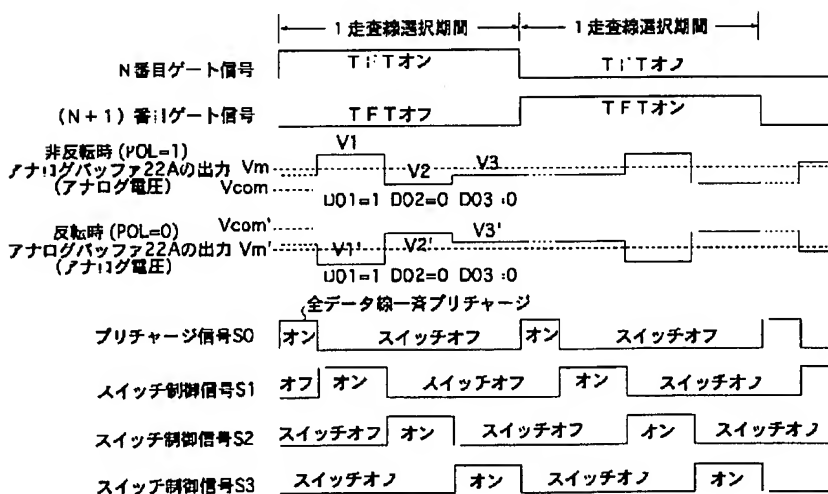 1走査線選択期間 1走査線選択期間
N番目ゲート信号 TFTオン TFTオフ
(N+1)番目ゲート信号 TFTオフ TFTオン
非反転時(POL=1)
アナログバッファ22Aの出力 Vm V1 V2 V3
(アナログ電圧) Vcom
DO1=1 DO2=0 DO3=0
反転時(POL=0) Vcom'
アナログバッファ22Aの出力 Vm' V1' V2' V3'
(アナログ電圧)
DO1=1 DO2=0 DO3=0
全データ線一斉プリチャージ
プリチャージ信号S0 オン スイッチオフ オン スイッチオフ
スイッチ制御信号S1 オフ オン スイッチオフ オン スイッチオフ
スイッチ制御信号S2 スイッチオフ オン スイッチオフ オン スイッチオフ
スイッチ制御信号S3 スイッチオフ オン スイッチオフ オン